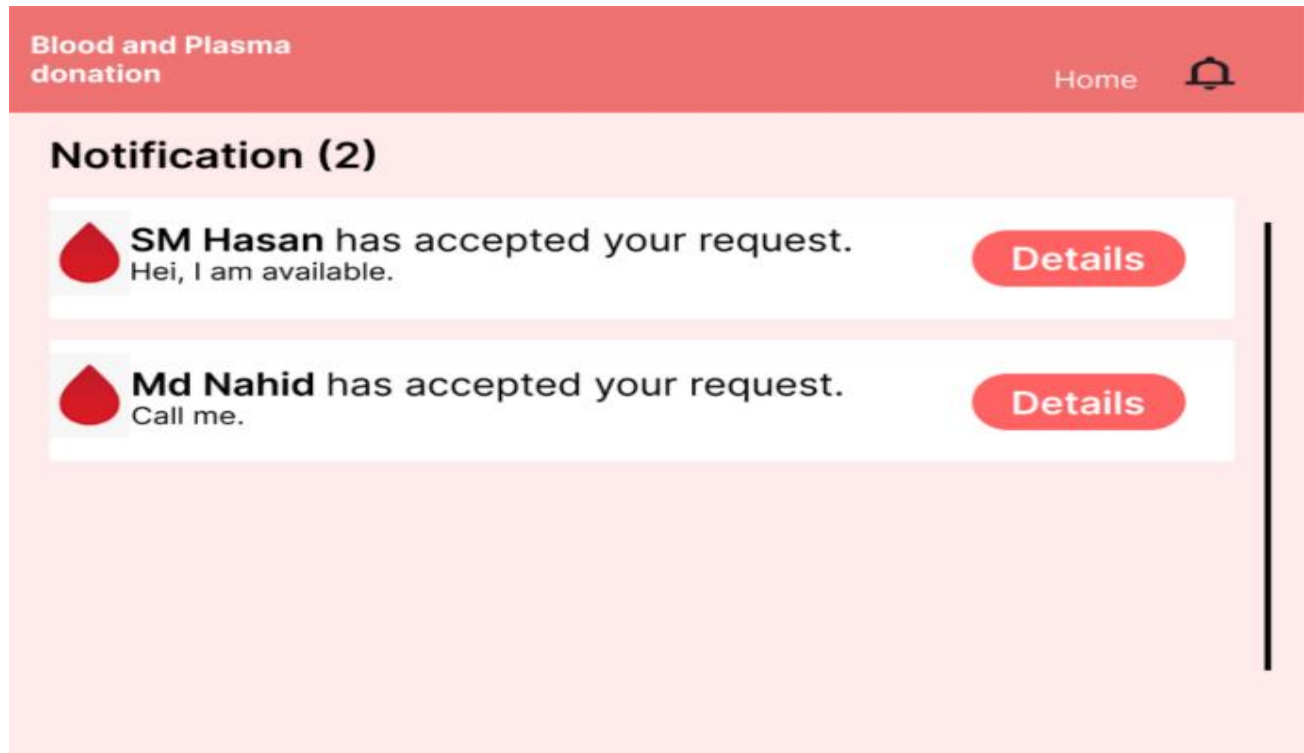 Blood and Plasma
donation
Home
Notification (2)
SM Hasan has accepted your request.
Hei, I am available.
Details
Md Nahid has accepted your request.
Call me.
Details